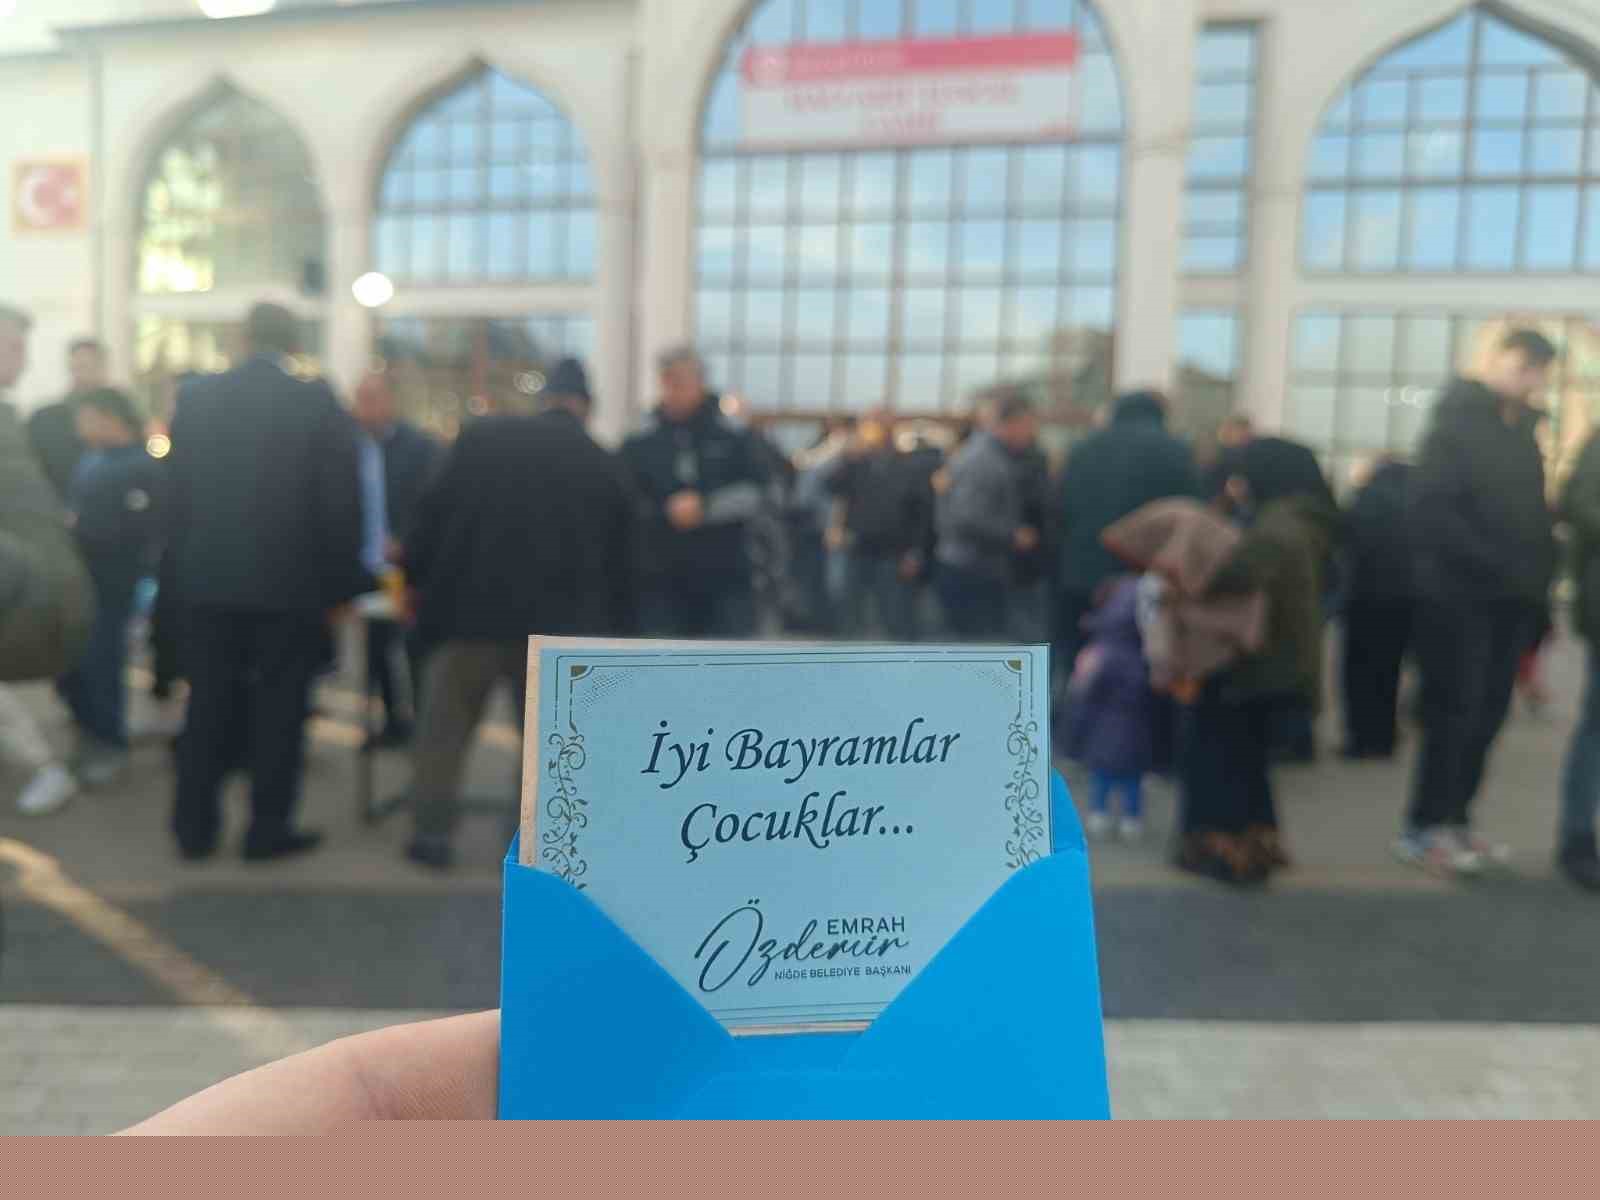 İyi Bayramlar
Çocuklar...
EMRAH
Özdemir
NİĞDE BELEDİYE BAŞKANI